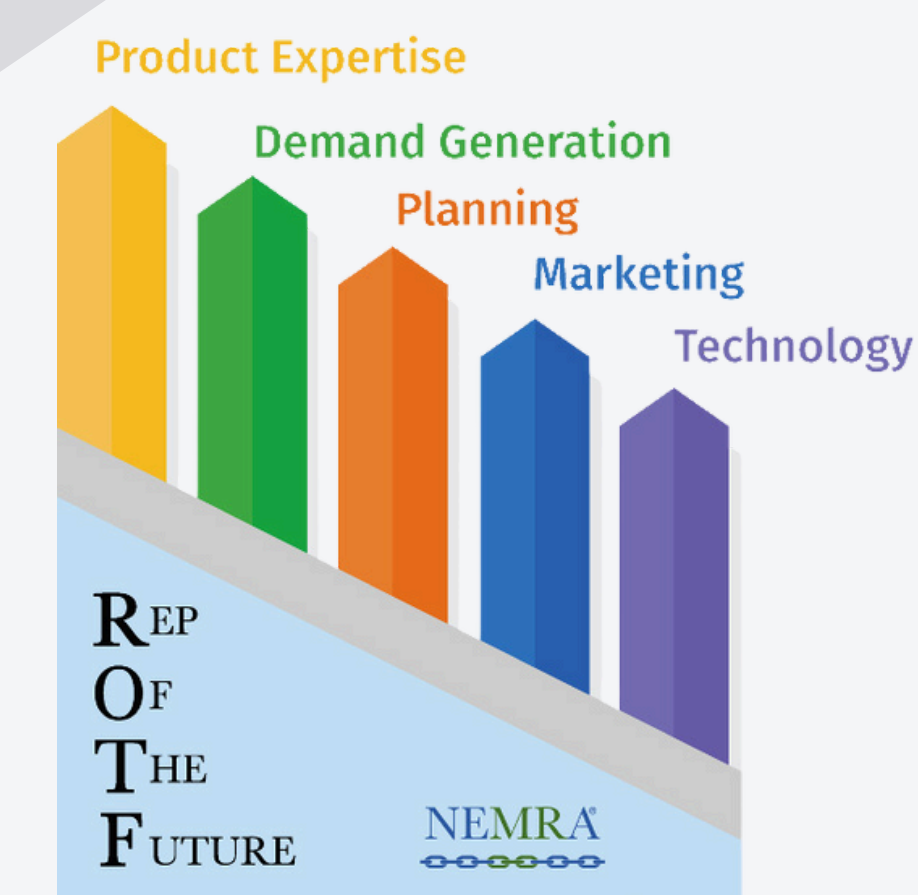 Product Expertise
Demand Generation
Planning
Marketing
Technology
REP
OF
THE
FUTURE
NEMRA®